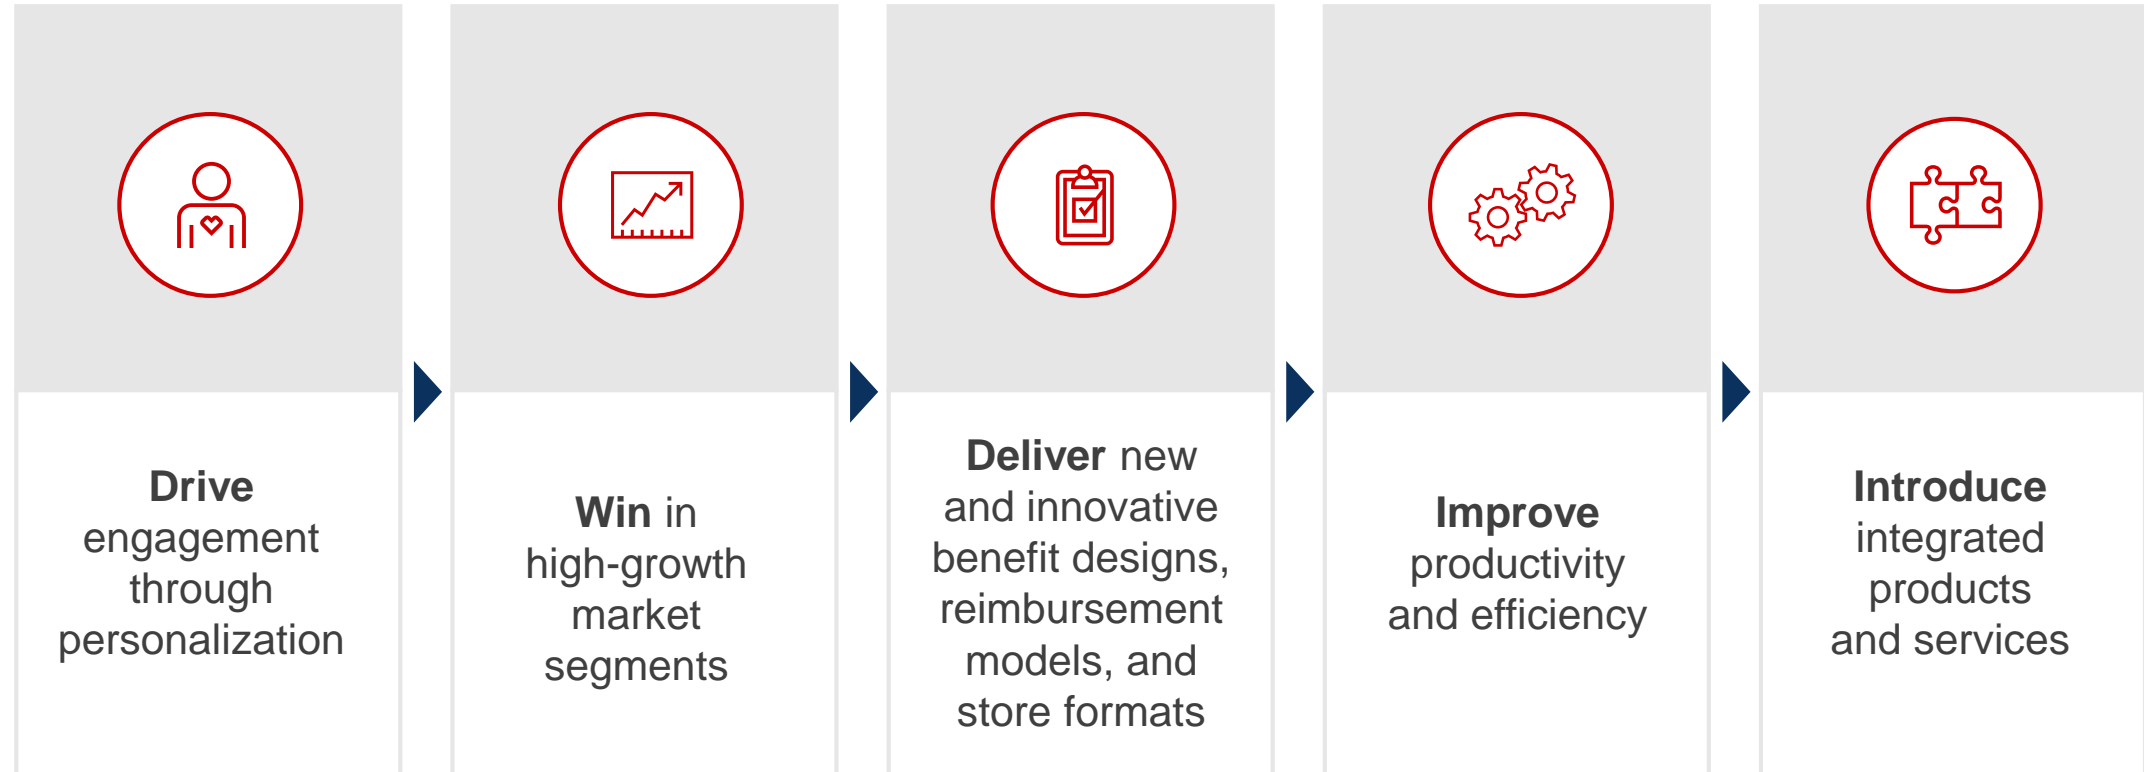 Drive
engagement
through
personalization
Win in
high-growth
market
segments
Deliver new
and innovative
benefit designs,
reimbursement
models, and
store formats
Improve
productivity
and efficiency
Introduce
integrated
products
and services